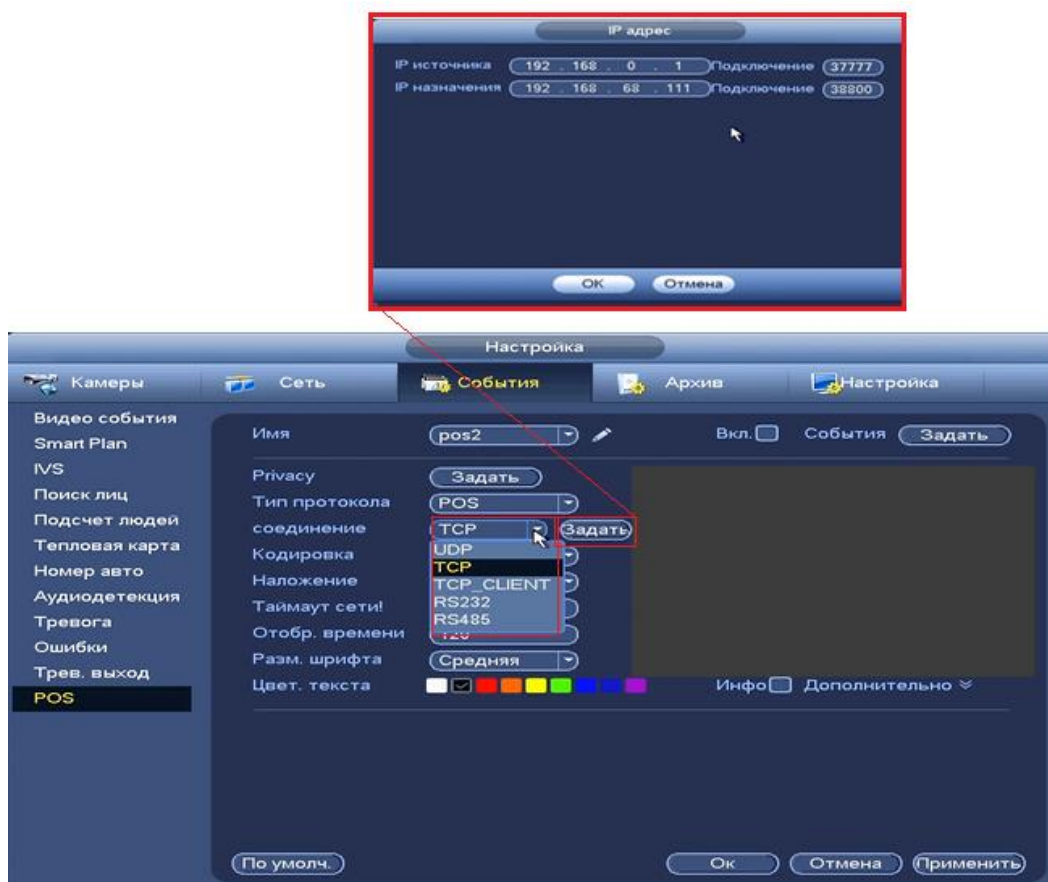 IP адрес
IP источника 192 . 168 . 0 . 1 Подключение 37777
IP назначения 192 . 168 . 68 . 111 Подключение 38800
OK Отмена
Настройка
Камеры Сеть События Архив Настройка
Видео события
Smart Plan
IVS
Поиск лиц
Подсчет людей
Тепловая карта
Номер авто
Аудиодетекция
Тревога
Ошибки
Трев. выход
POS
Имя pos2 Вкл. События Задать
Privacy Задать
Тип протокола POS
соединение TCP Задать
UDP
TCP
TCP_CLIENT
RS232
RS485
Кодировка
Наложение
Таймаут сети!
Отобр. времени 120
Разм. шрифта Средняя
Цвет. текста Инфо Дополнительно
По умолч. Ок Отмена Применить